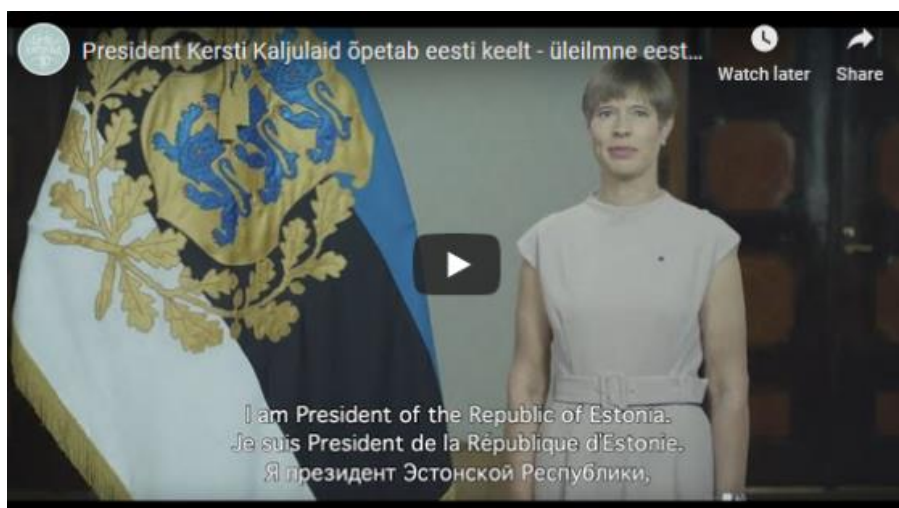 President Kersti Kaljulaid õpetab eesti keelt - üleilmne eest...
Watch later
Share
I am President of the Republic of Estonia.
Je suis President de la République d'Estonie.
Я президент Эстонской Республики,